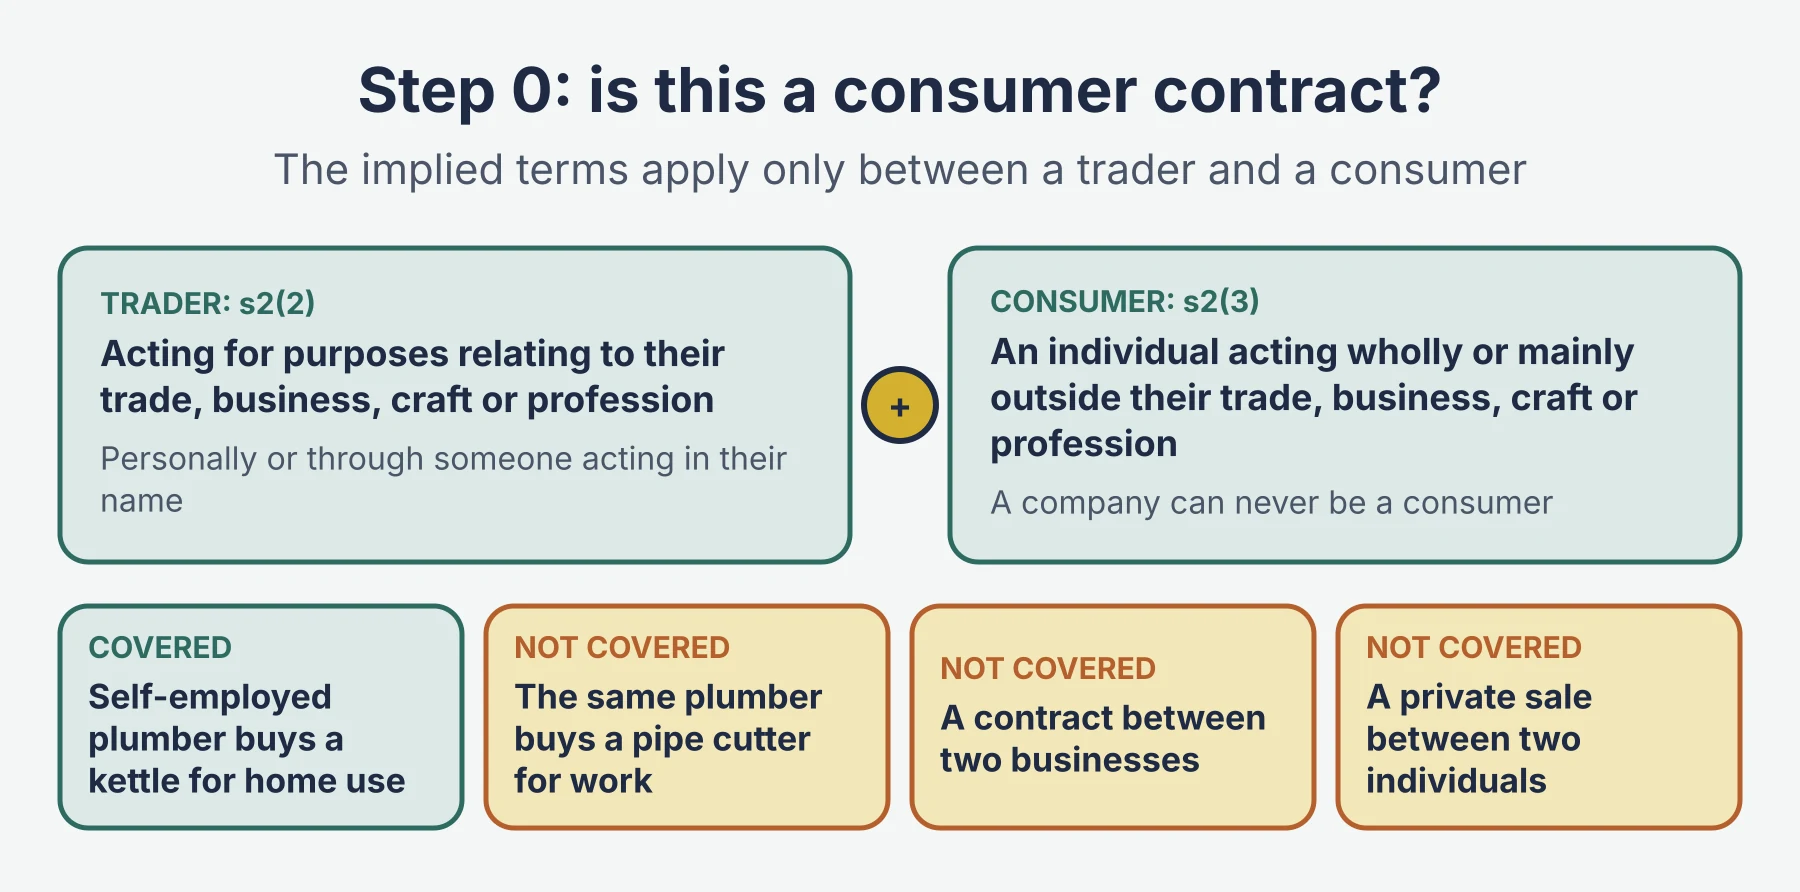 Step 0: is this a consumer contract?
The implied terms apply only between a trader and a consumer
TRADER: s2(2)
Acting for purposes relating to their
trade, business, craft or profession
Personally or through someone acting in their
name
+
CONSUMER: s2(3)
An individual acting wholly or mainly
outside their trade, business, craft or
profession
A company can never be a consumer
COVERED
Self-employed
plumber buys a
kettle for home use
NOT COVERED
The same plumber
buys a pipe cutter
for work
NOT COVERED
A contract between
two businesses
NOT COVERED
A private sale
between two
individuals